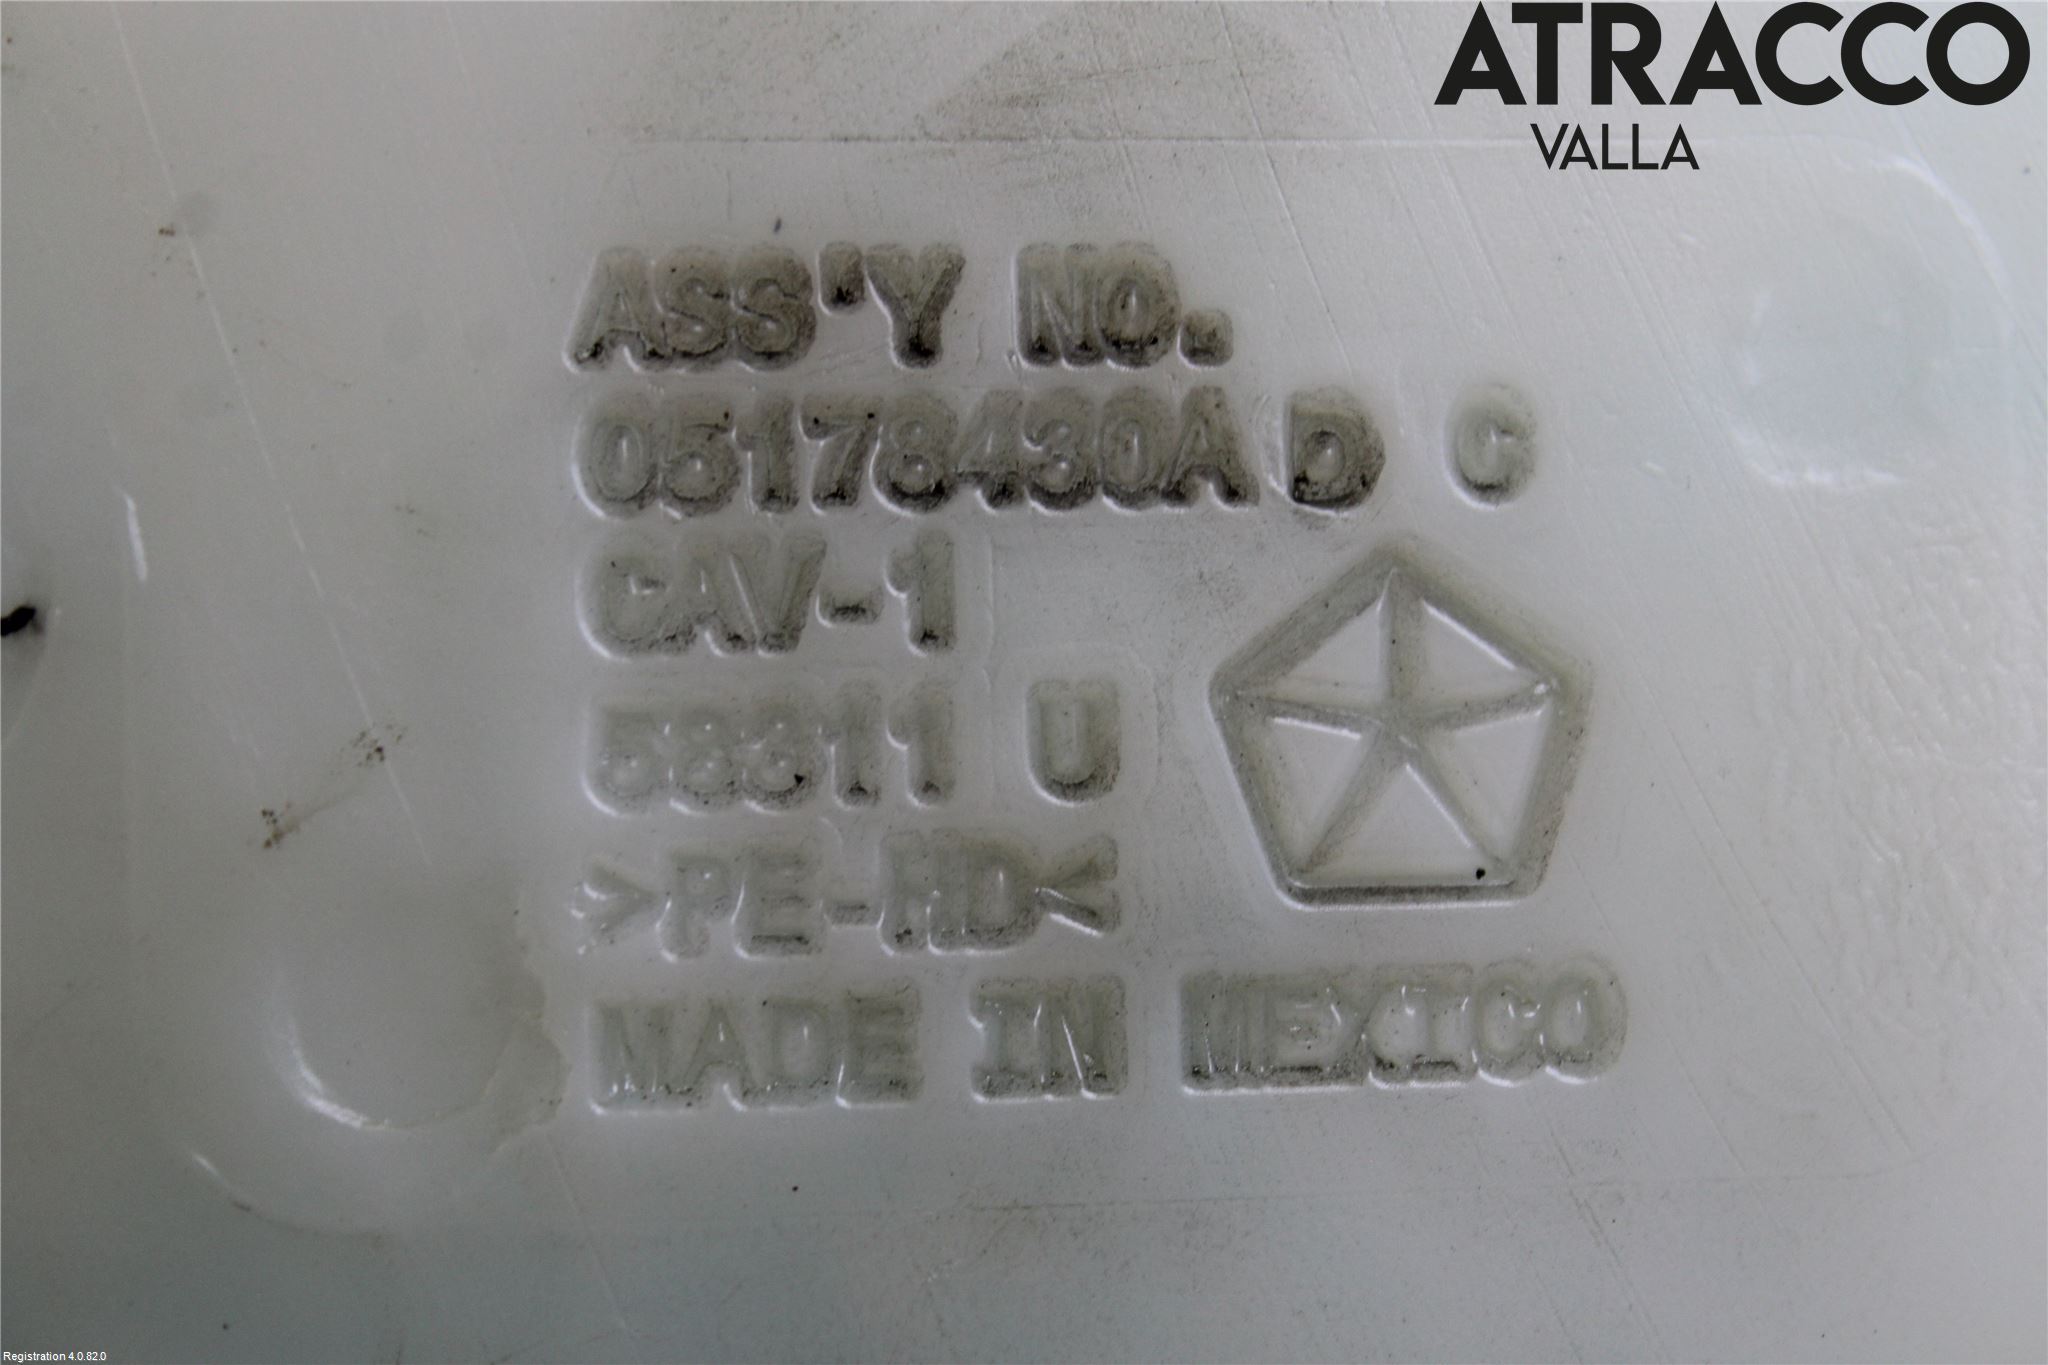 ATRACCO
VALLA
ASS'Y NO.
05178430A D C
CAV-1
58311 U
>PE-HD<
MADE IN MEXICO
Registration 4.0.82.0